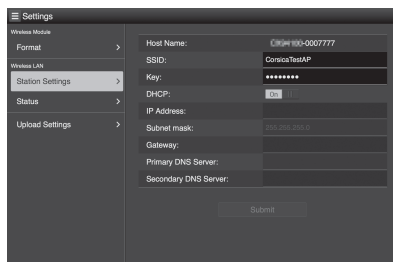 Settings
Wireless Module
Format
Wireless LAN
Station Settings
Status
Upload Settings
Host Name: -0007777
SSID: CorsicaTestAP
Key: ••••••••
DHCP: On
IP Address:
Subnet mask: 255.255.255.0
Gateway:
Primary DNS Server:
Secondary DNS Server:
Submit